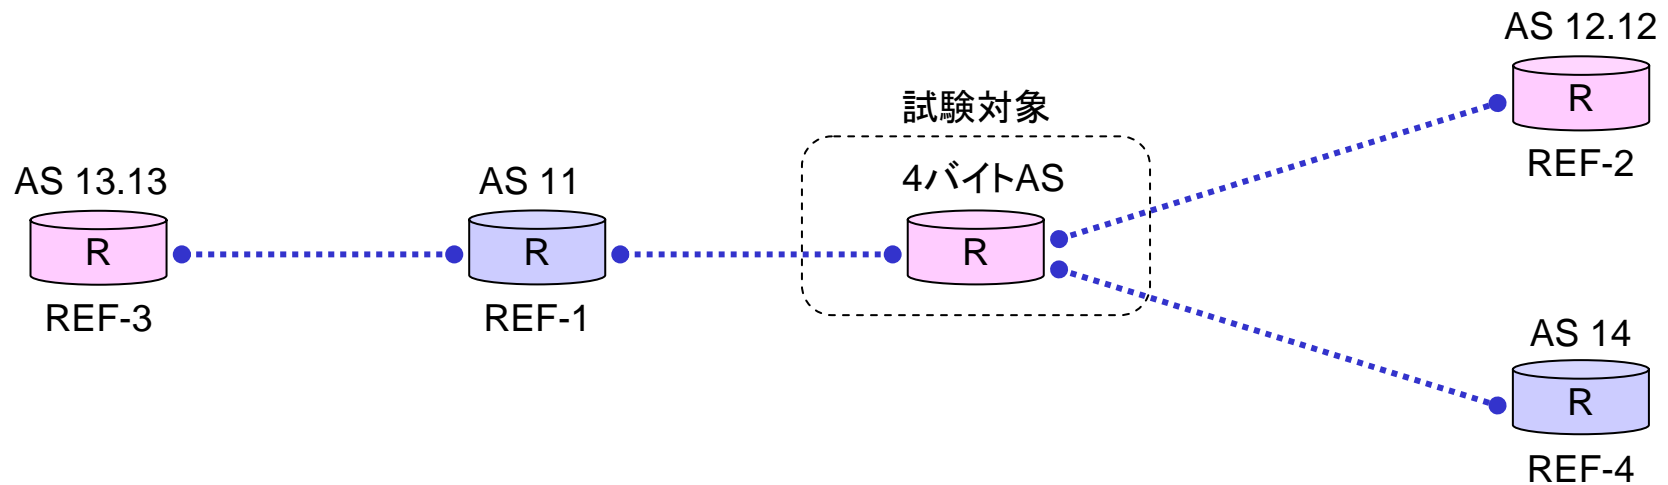 AS 12.12
R
REF-2
試験対象
4バイトAS
R
AS 13.13
R
REF-3
AS 11
R
REF-1
AS 14
R
REF-4